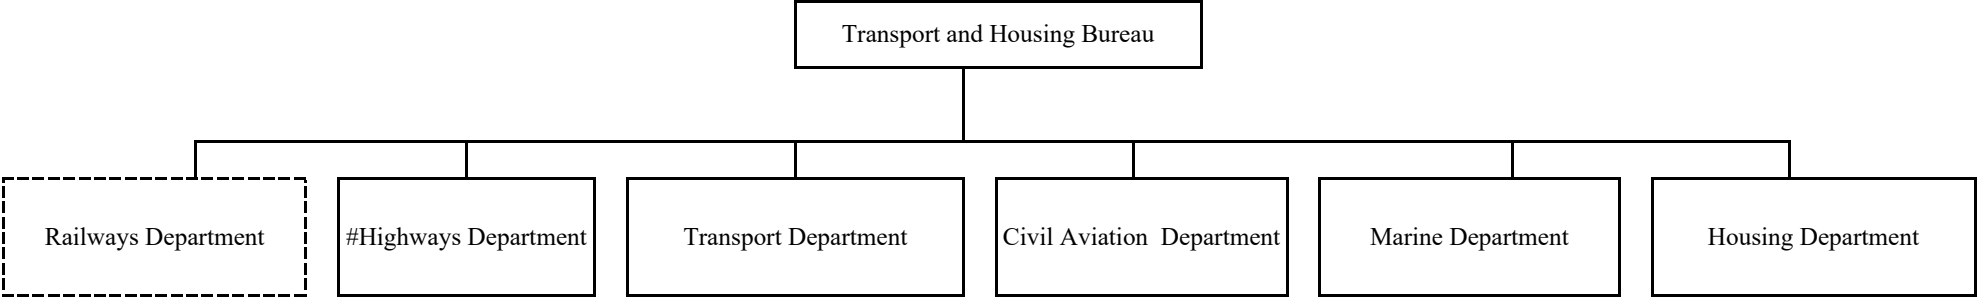 Transport and Housing Bureau
Railways Department
#Highways Department
Transport Department
Civil Aviation  Department
Marine Department
Housing Department